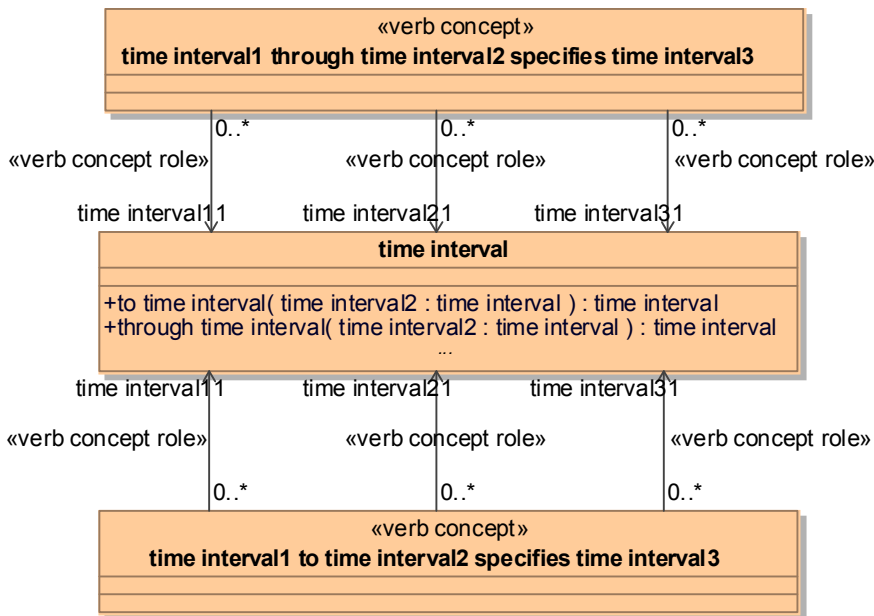 «verb concept»
time interval1 through time interval2 specifies time interval3
0..* 0..* 0..*
«verb concept role» «verb concept role» «verb concept role»
time interval11 time interval21 time interval31
time interval
+to time interval( time interval2 : time interval ) : time interval
+through time interval( time interval2 : time interval ) : time interval
...
time interval11 time interval21 time interval31
«verb concept role» «verb concept role» «verb concept role»
0..* 0..* 0..*
«verb concept»
time interval1 to time interval2 specifies time interval3